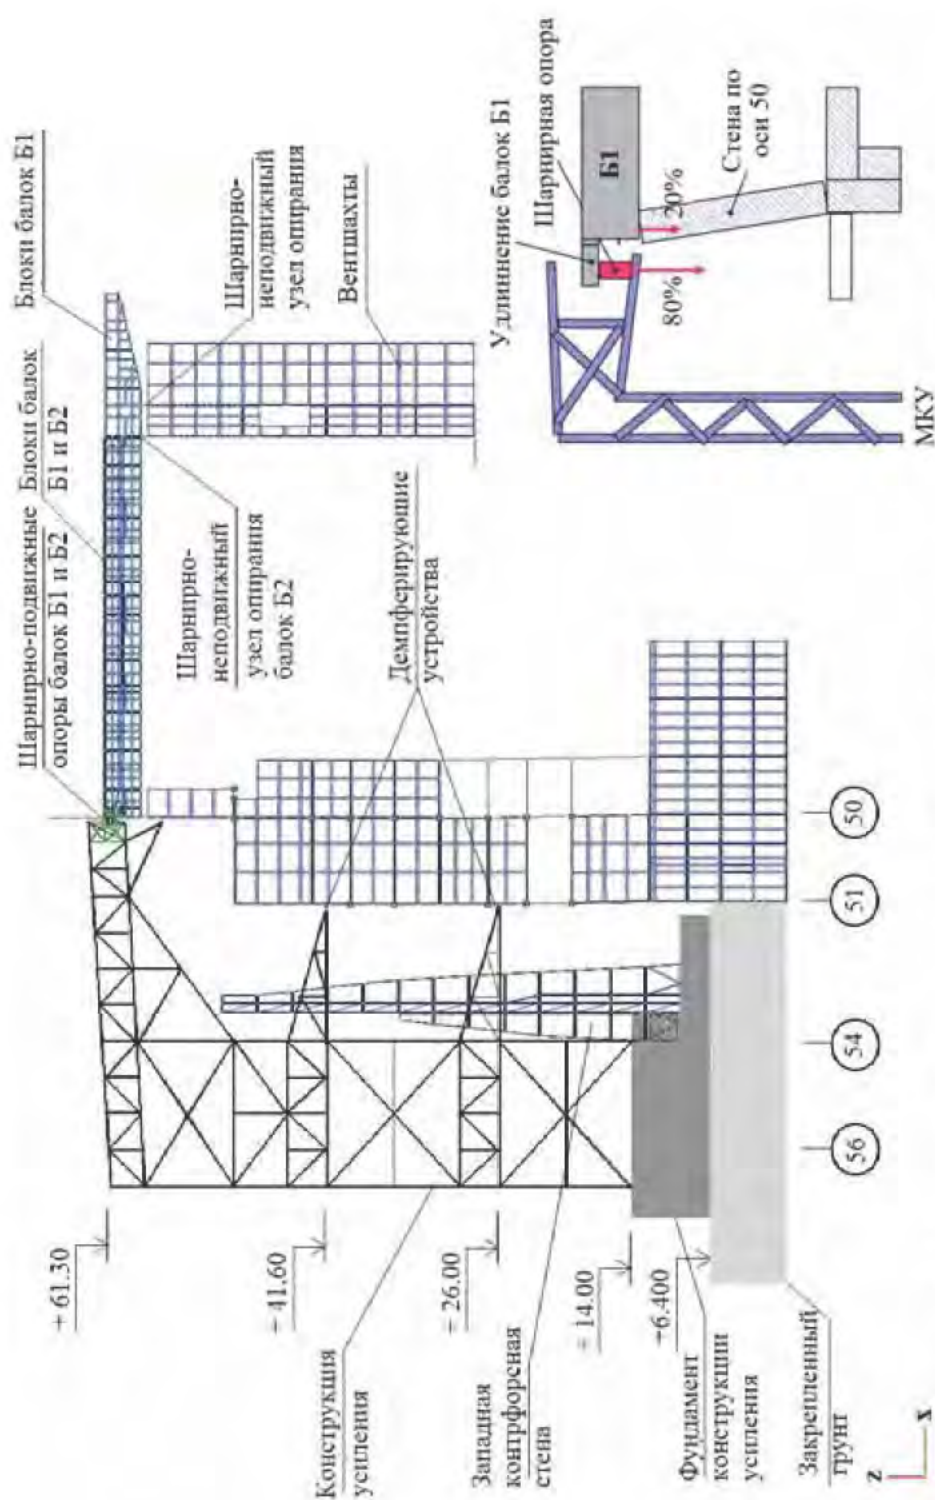 Шарнирно-подвижные
опоры балок Б1 и Б2
Блоки балок
Б1 и Б2
Блоки балок Б1
+ 61.30
+ 41.60
+ 26.00
+ 14.00
+6.400
Шарнирно-
неподвижный
узел опирания
балок Б2
Шарнирно-
неподвижный
узел опирания
Вентшахты
Демпферирующие
устройства
Конструкция
усиления
Западная
контрфорсная
стена
Фундамент
конструкции
усиления
Закрепленный
грунт
56
54
51
50
Z
X
Удлиннение балок Б1
Шарнирная опора
Б1
80%
20%
Стена по
оси 50
МКУ